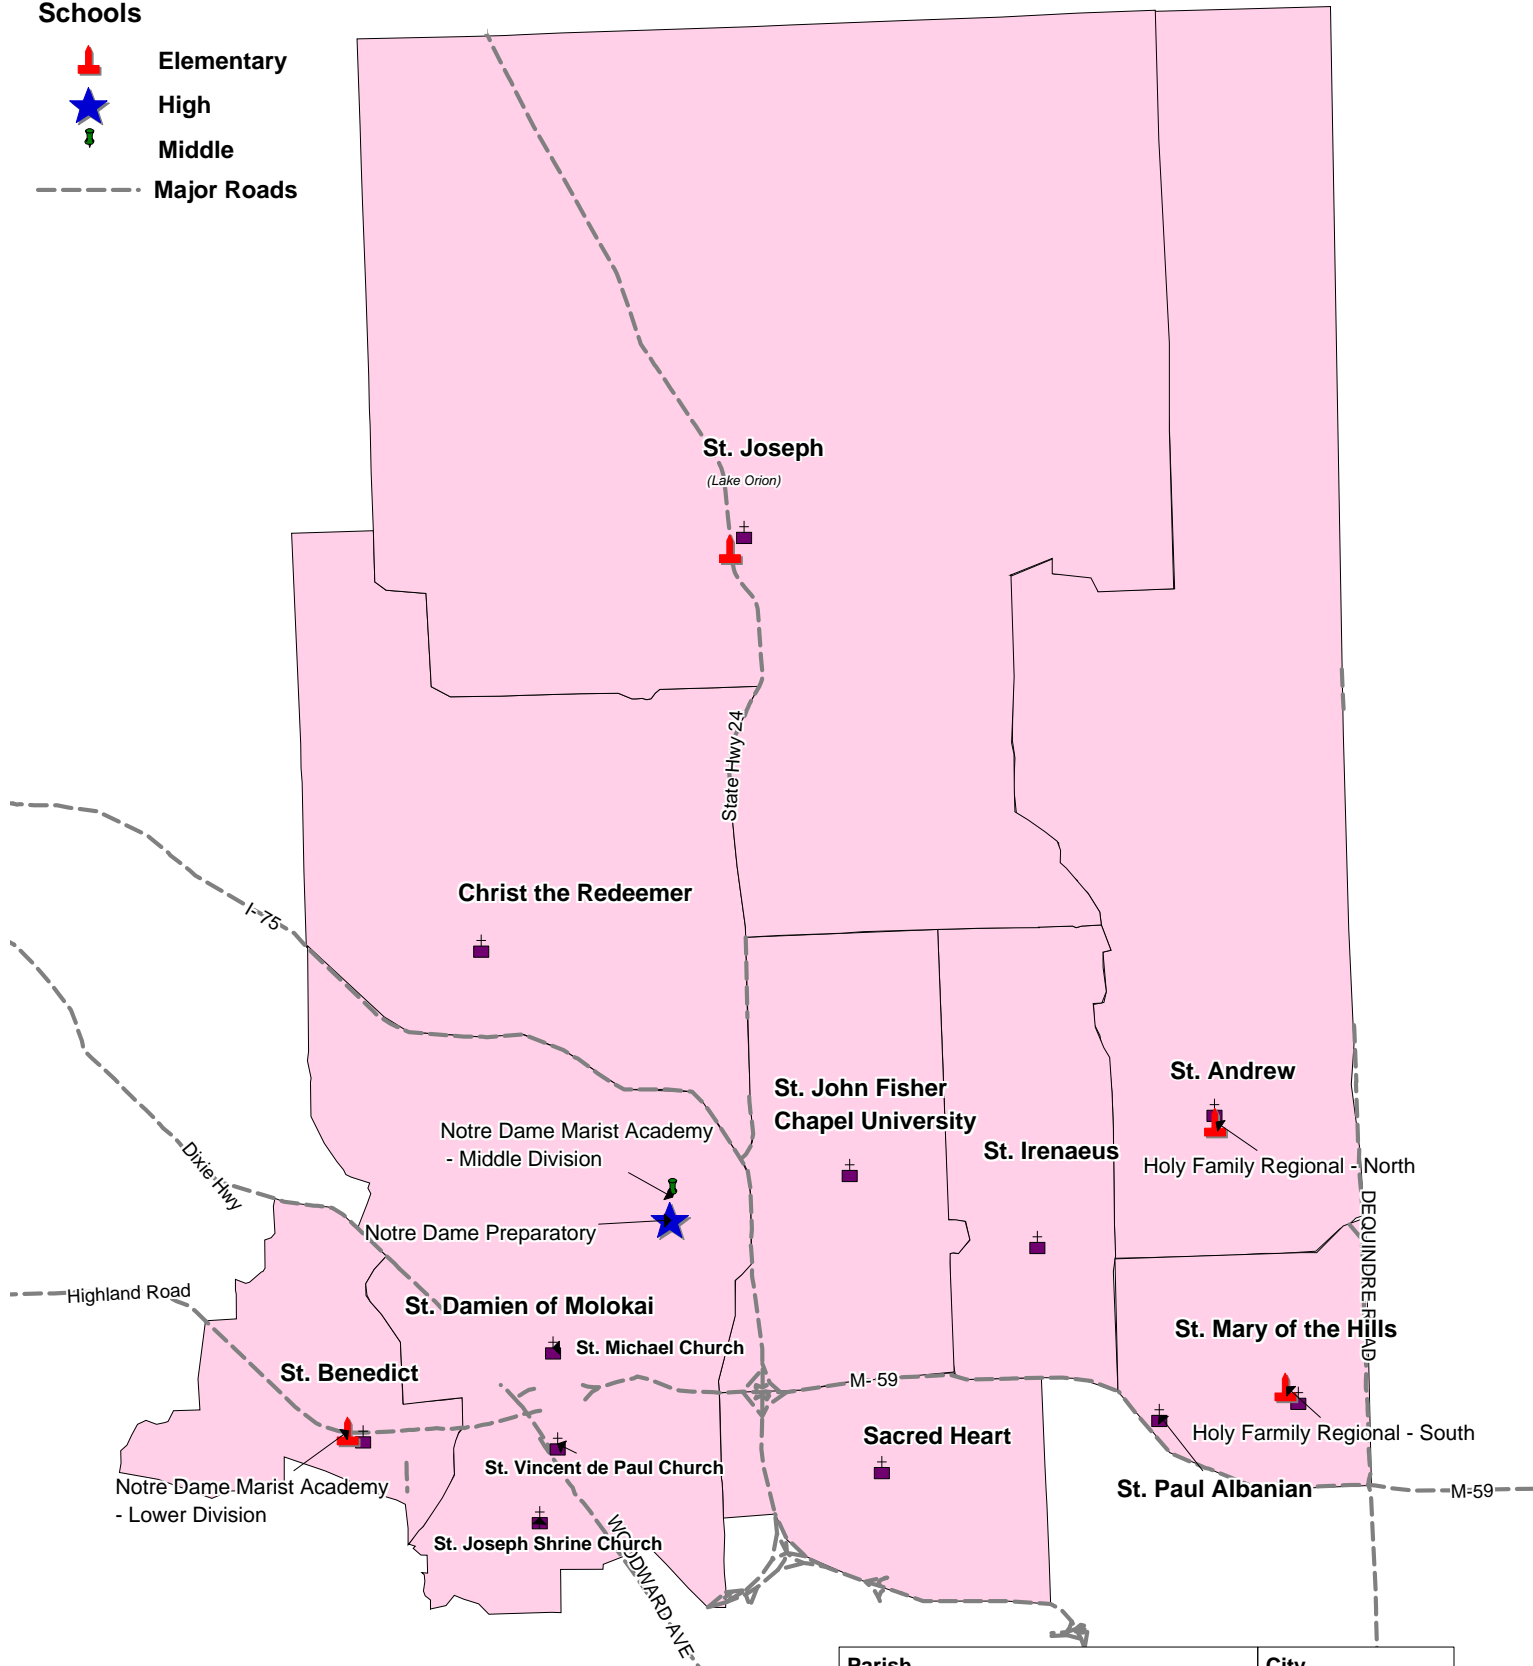 Schools
Elementary
High
Middle
Major Roads
St. Joseph
(Lake Orion)
State Hwy 24
Christ the Redeemer
I- 75
St. Andrew
St. John Fisher
Chapel University
Notre Dame Marist Academy
- Middle Division
St. Irenaeus
Holy Family Regional - North
Dixie Hwy
Notre Dame Preparatory
DEQUINDRE ROAD
Highland Road
St. Damien of Molokai
St. Mary of the Hills
St. Michael Church
St. Benedict
M- 59
Holy Farmily Regional - South
Sacred Heart
St. Vincent de Paul Church
Notre Dame Marist Academy
- Lower Division
St. Paul Albanian
M-59
St. Joseph Shrine Church
WOODWARD AVE
Parish
City